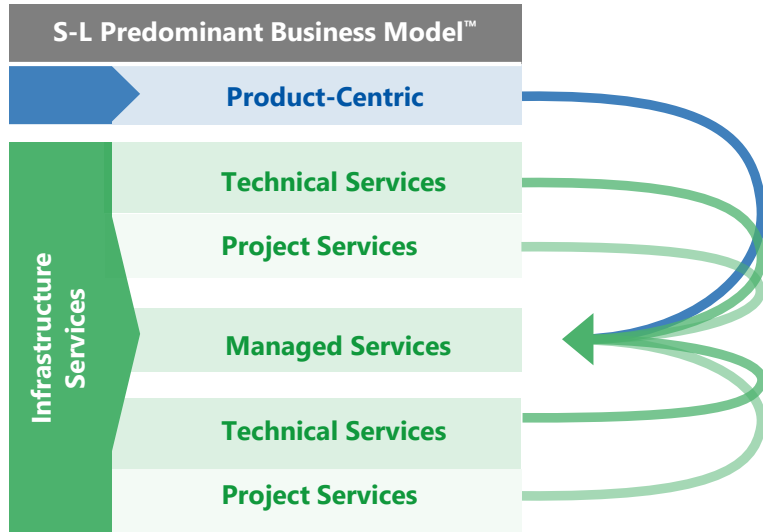 S-L Predominant Business Model™
Product-Centric
Technical Services
Project Services
Infrastructure
Services
Managed Services
Technical Services
Project Services